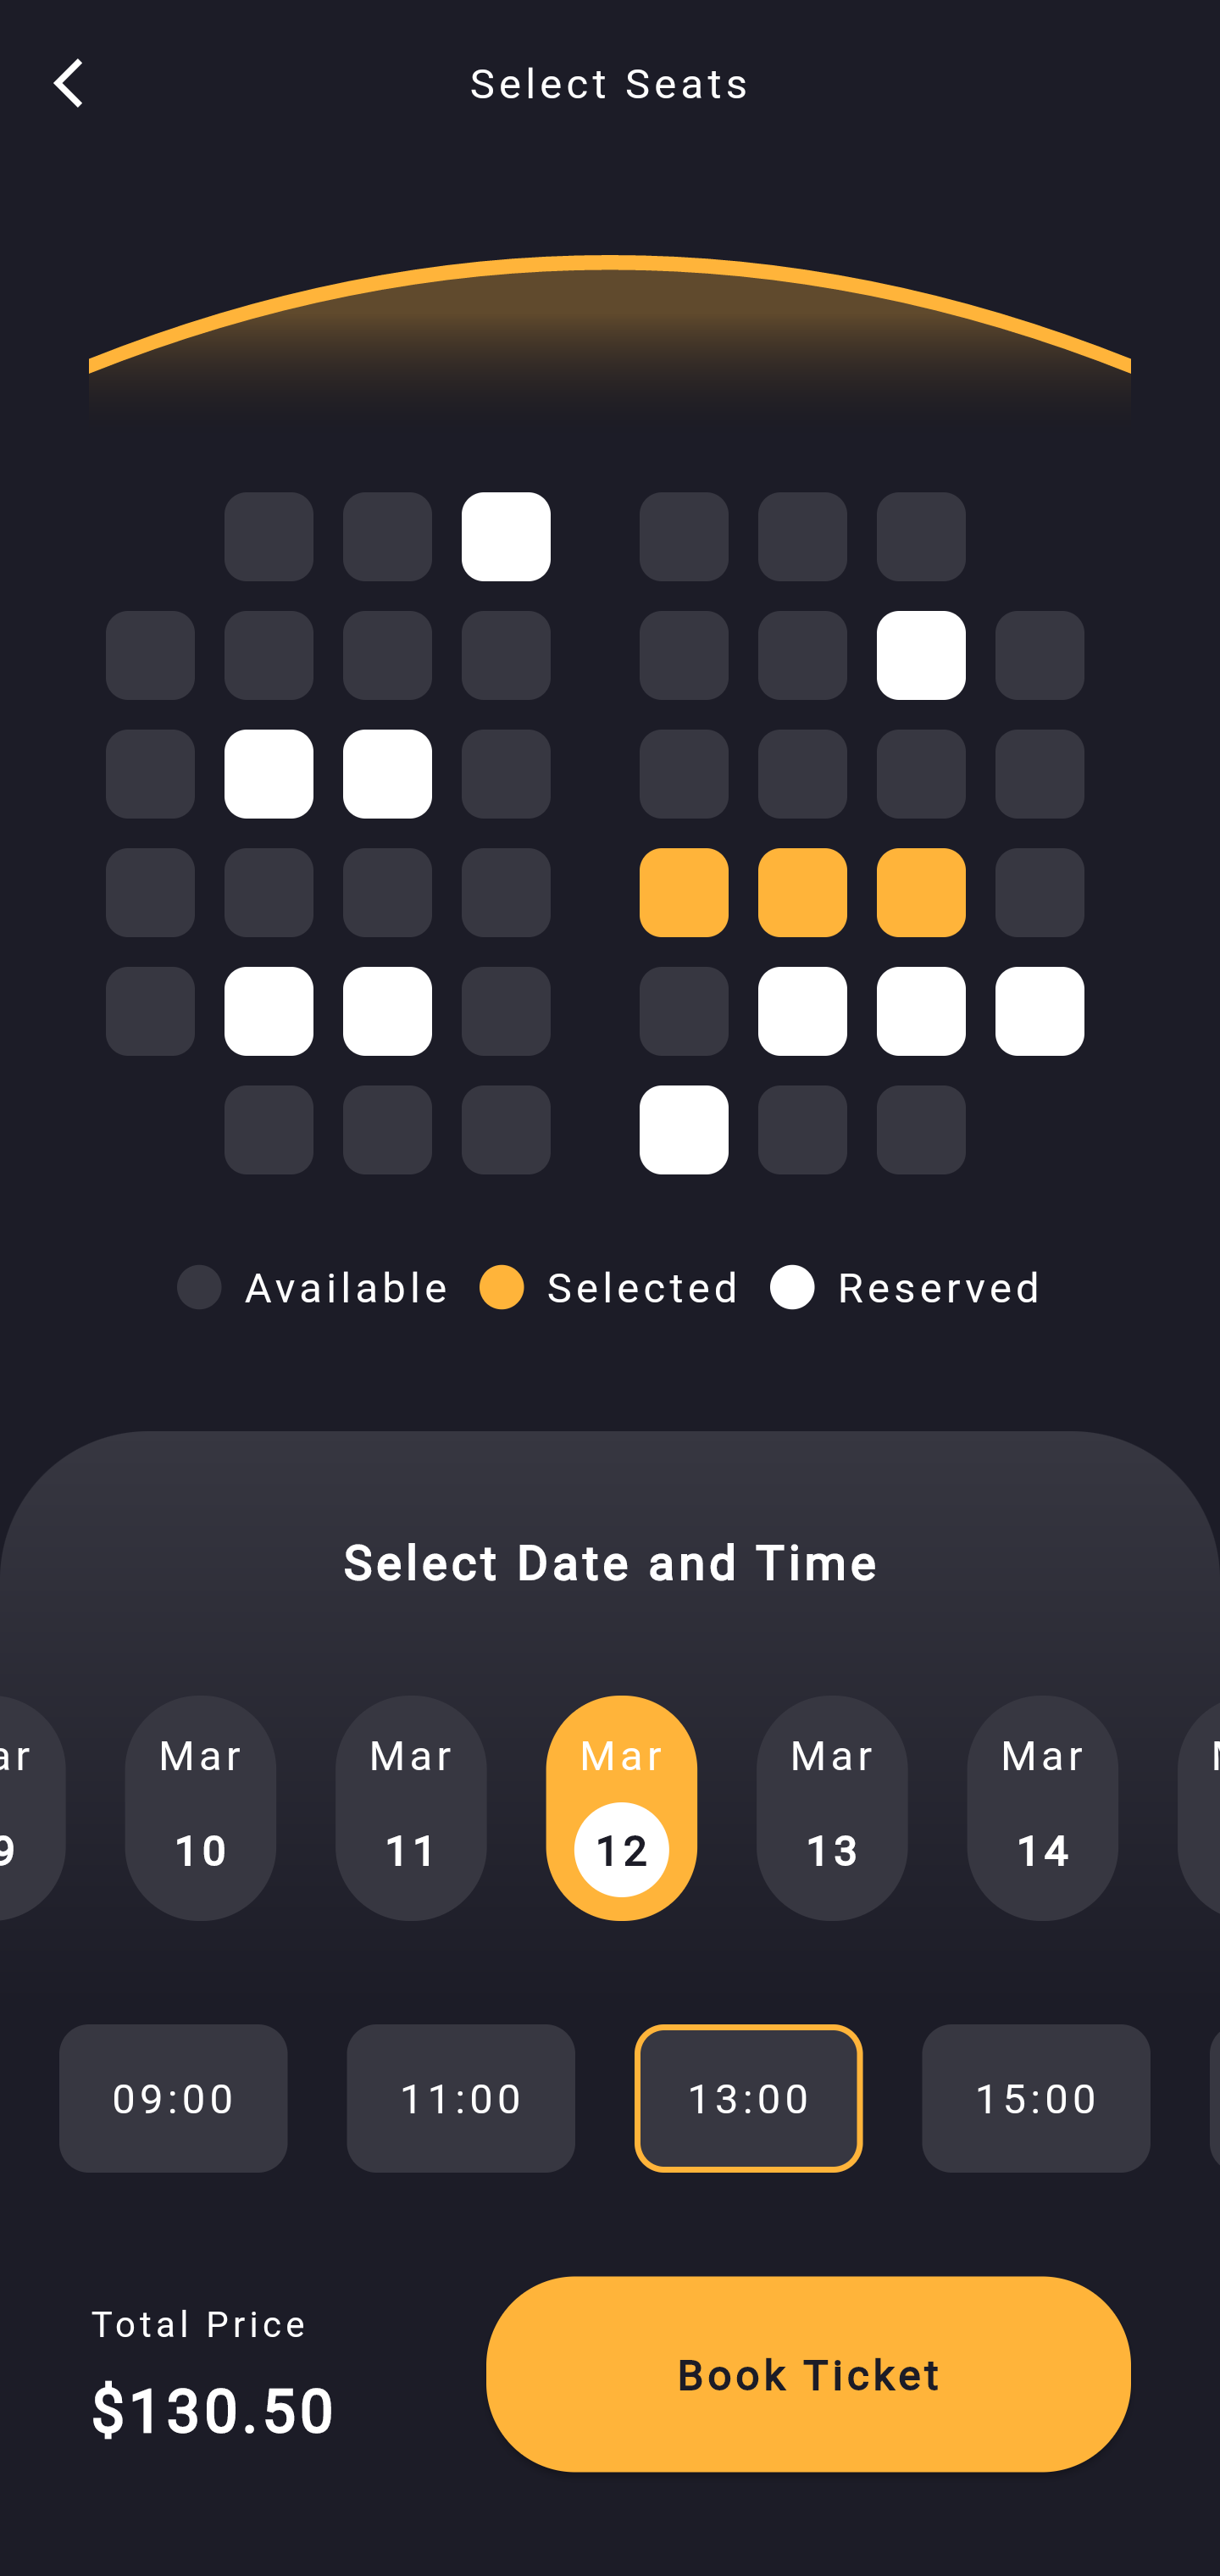 Select Seats
Available Selected Reserved
Select Date and Time
ar Mar Mar Mar Mar Mar
9 10 11 12 13 14
09:00 11:00 13:00 15:00
Total Price
$130.50
Book Ticket